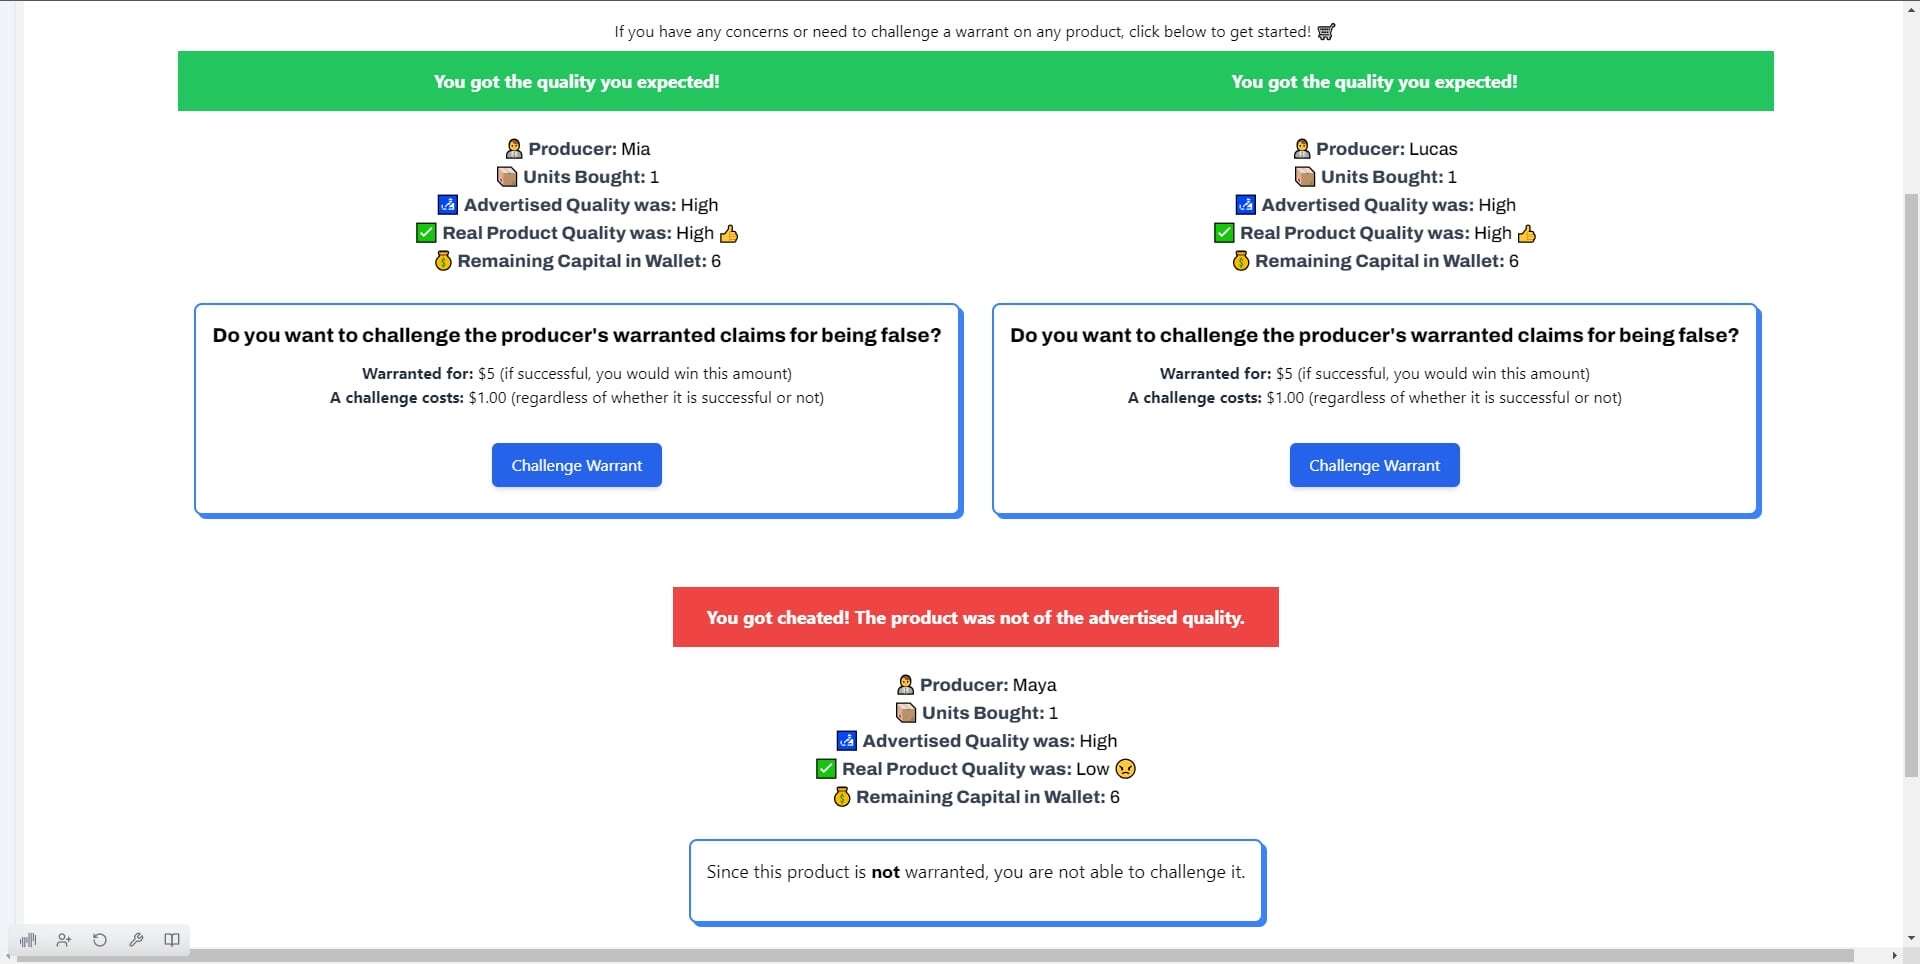 If you have any concerns or need to challenge a warrant on any product, click below to get started! 🛒
You got the quality you expected!
Producer: Mia
Units Bought: 1
Advertised Quality was: High
Real Product Quality was: High 👍
Remaining Capital in Wallet: 6
Do you want to challenge the producer's warranted claims for being false?
Warranted for: $5 (if successful, you would win this amount)
A challenge costs: $1.00 (regardless of whether it is successful or not)
Challenge Warrant
You got the quality you expected!
Producer: Lucas
Units Bought: 1
Advertised Quality was: High
Real Product Quality was: High 👍
Remaining Capital in Wallet: 6
Do you want to challenge the producer's warranted claims for being false?
Warranted for: $5 (if successful, you would win this amount)
A challenge costs: $1.00 (regardless of whether it is successful or not)
Challenge Warrant
You got cheated! The product was not of the advertised quality.
Producer: Maya
Units Bought: 1
Advertised Quality was: High
Real Product Quality was: Low 😠
Remaining Capital in Wallet: 6
Since this product is not warranted, you are not able to challenge it.